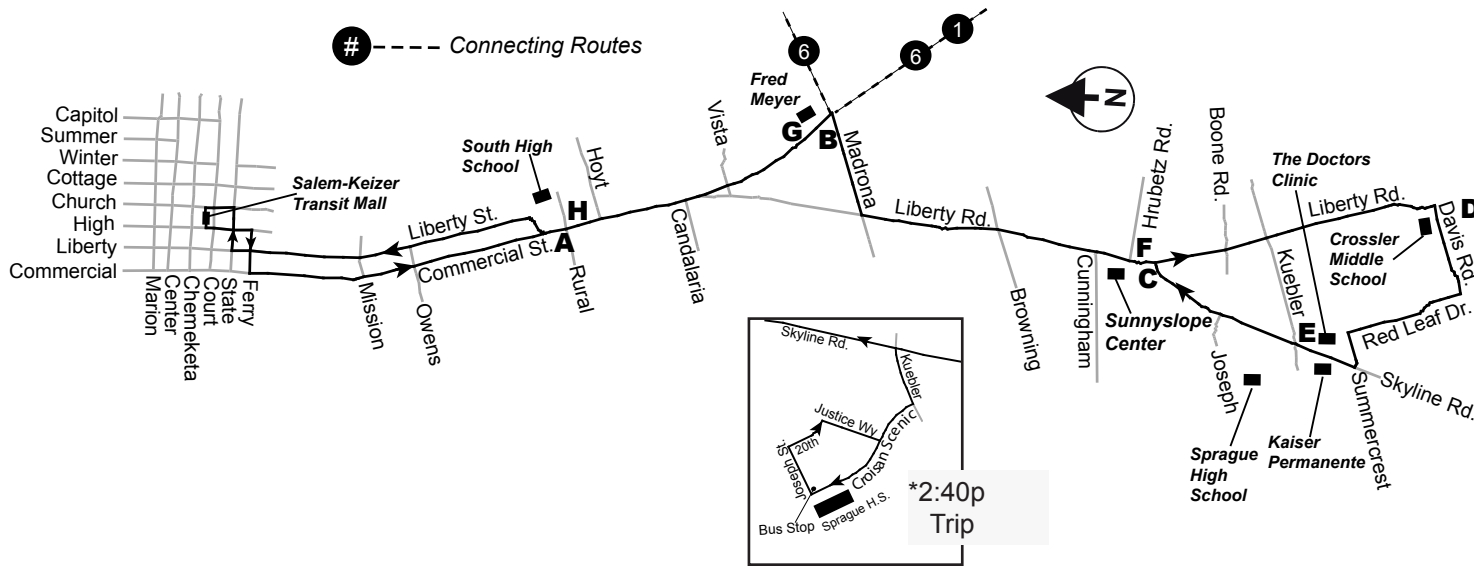 # Connecting Routes
6
6
1
Fred
Meyer
G
B
Madrona
Vista
N
Capitol
Summer
Winter
Cottage
Church
High
Liberty
Commercial
Salem-Keizer
Transit Mall
Marion
Center
Chemeketa
Court
State
Ferry
South High
School
Hoyt
H
A
Liberty St.
Commercial St.
Mission
Owens
Rural
Candalaria
Liberty Rd.
Browning
Cunningham
Hrubetz Rd.
F
C
Sunnyslope
Center
Boone Rd.
The Doctors
Clinic
Liberty Rd.
D
Davis Rd.
Crossler
Middle
School
Kuebler
E
Red Leaf Dr.
Joseph
Summercrest
Skyline Rd.
Sprague
High
School
Kaiser
Permanente
Skyline Rd.
Kuebler
Justice Wy
20th
Joseph St.
Croisan Scenic
Sprague H.S.
Bus Stop
*2:40p
Trip